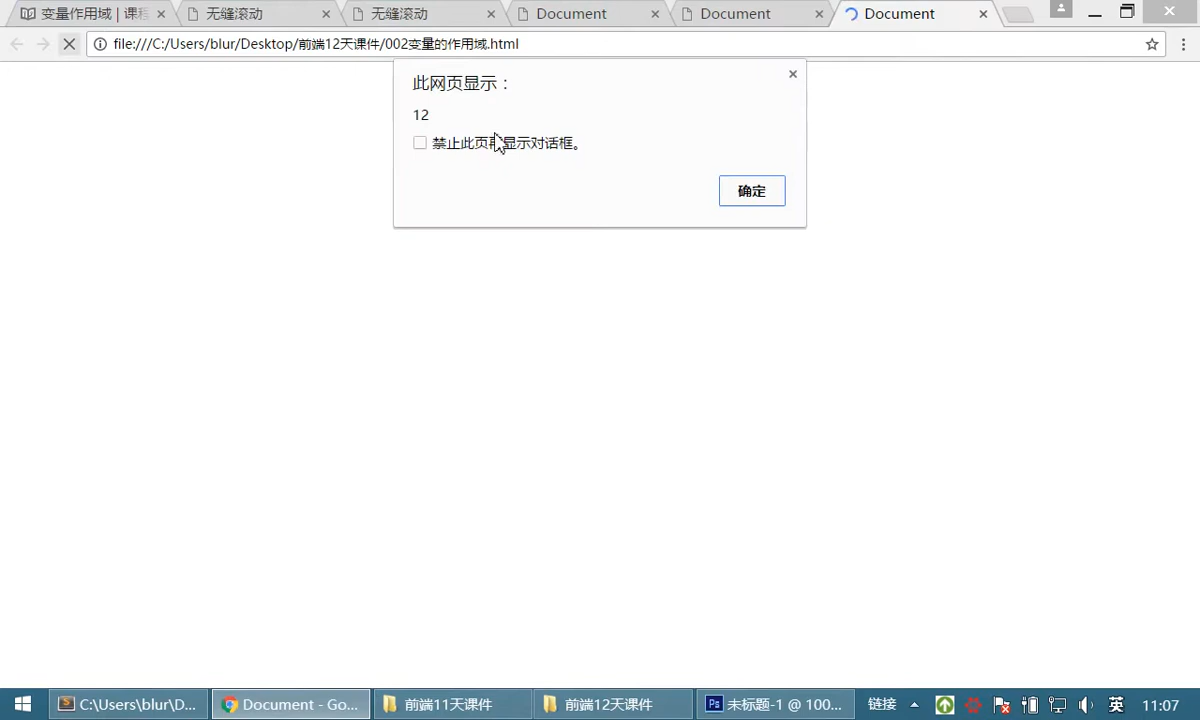 变量作用域 | 课程
无缝滚动
无缝滚动
Document
Document
Document
file:///C:/Users/blur/Desktop/前端12天课件/002变量的作用域.html
此网页显示：
12
禁止此页再显示对话框。
确定
C:\Users\blur\D...
Document - Go...
前端11天课件
前端12天课件
Ps
未标题-1 @ 100...
链接
英
11:07